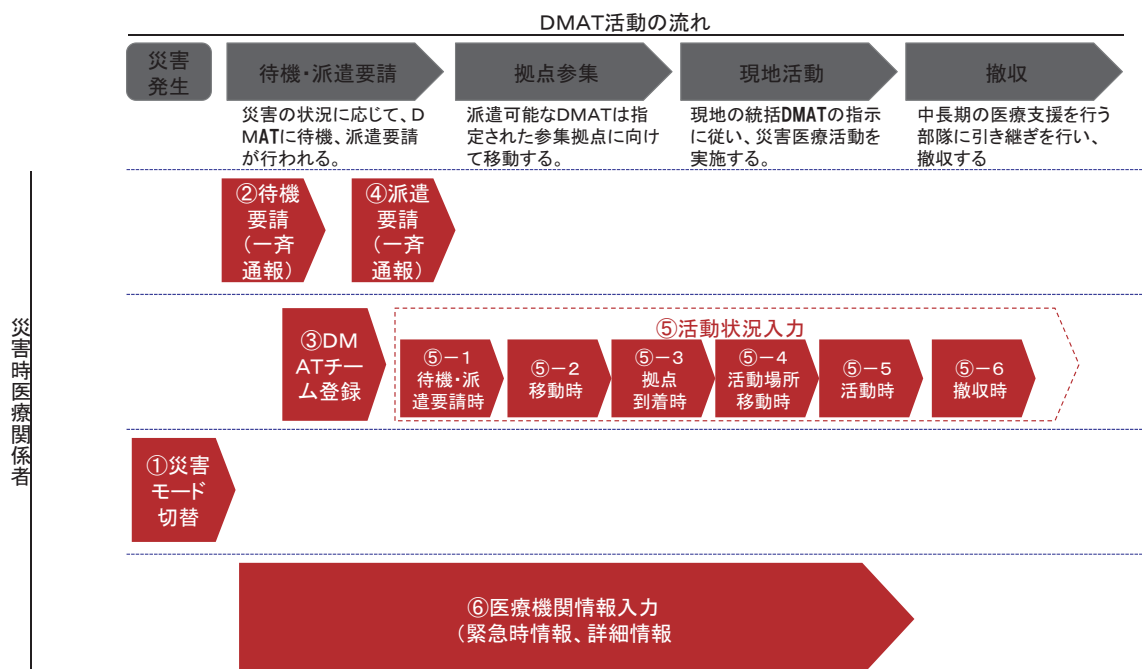 DMAT活動の流れ
災害
発生
待機・派遣要請
拠点参集
現地活動
撤収
災害の状況に応じて、D
MATに待機、派遣要請
が行われる。
派遣可能なDMATは指
定された参集拠点に向け
て移動する。
現地の統括DMATの指示
に従い、災害医療活動を
実施する。
中長期の医療支援を行う
部隊に引き継ぎを行い、
撤収する
災害時医療関係者
②待機
要請
(一斉
通報)
④派遣
要請
(一斉
通報)
③DM
ATチー
ム登録
⑤活動状況入力
⑤－1
待機・派
遣要請時
⑤－2
移動時
⑤－3
拠点
到着時
⑤－4
活動場所
移動時
⑤－5
活動時
⑤－6
撤収時
①災害
モード
切替
⑥医療機関情報入力
(緊急時情報、詳細情報